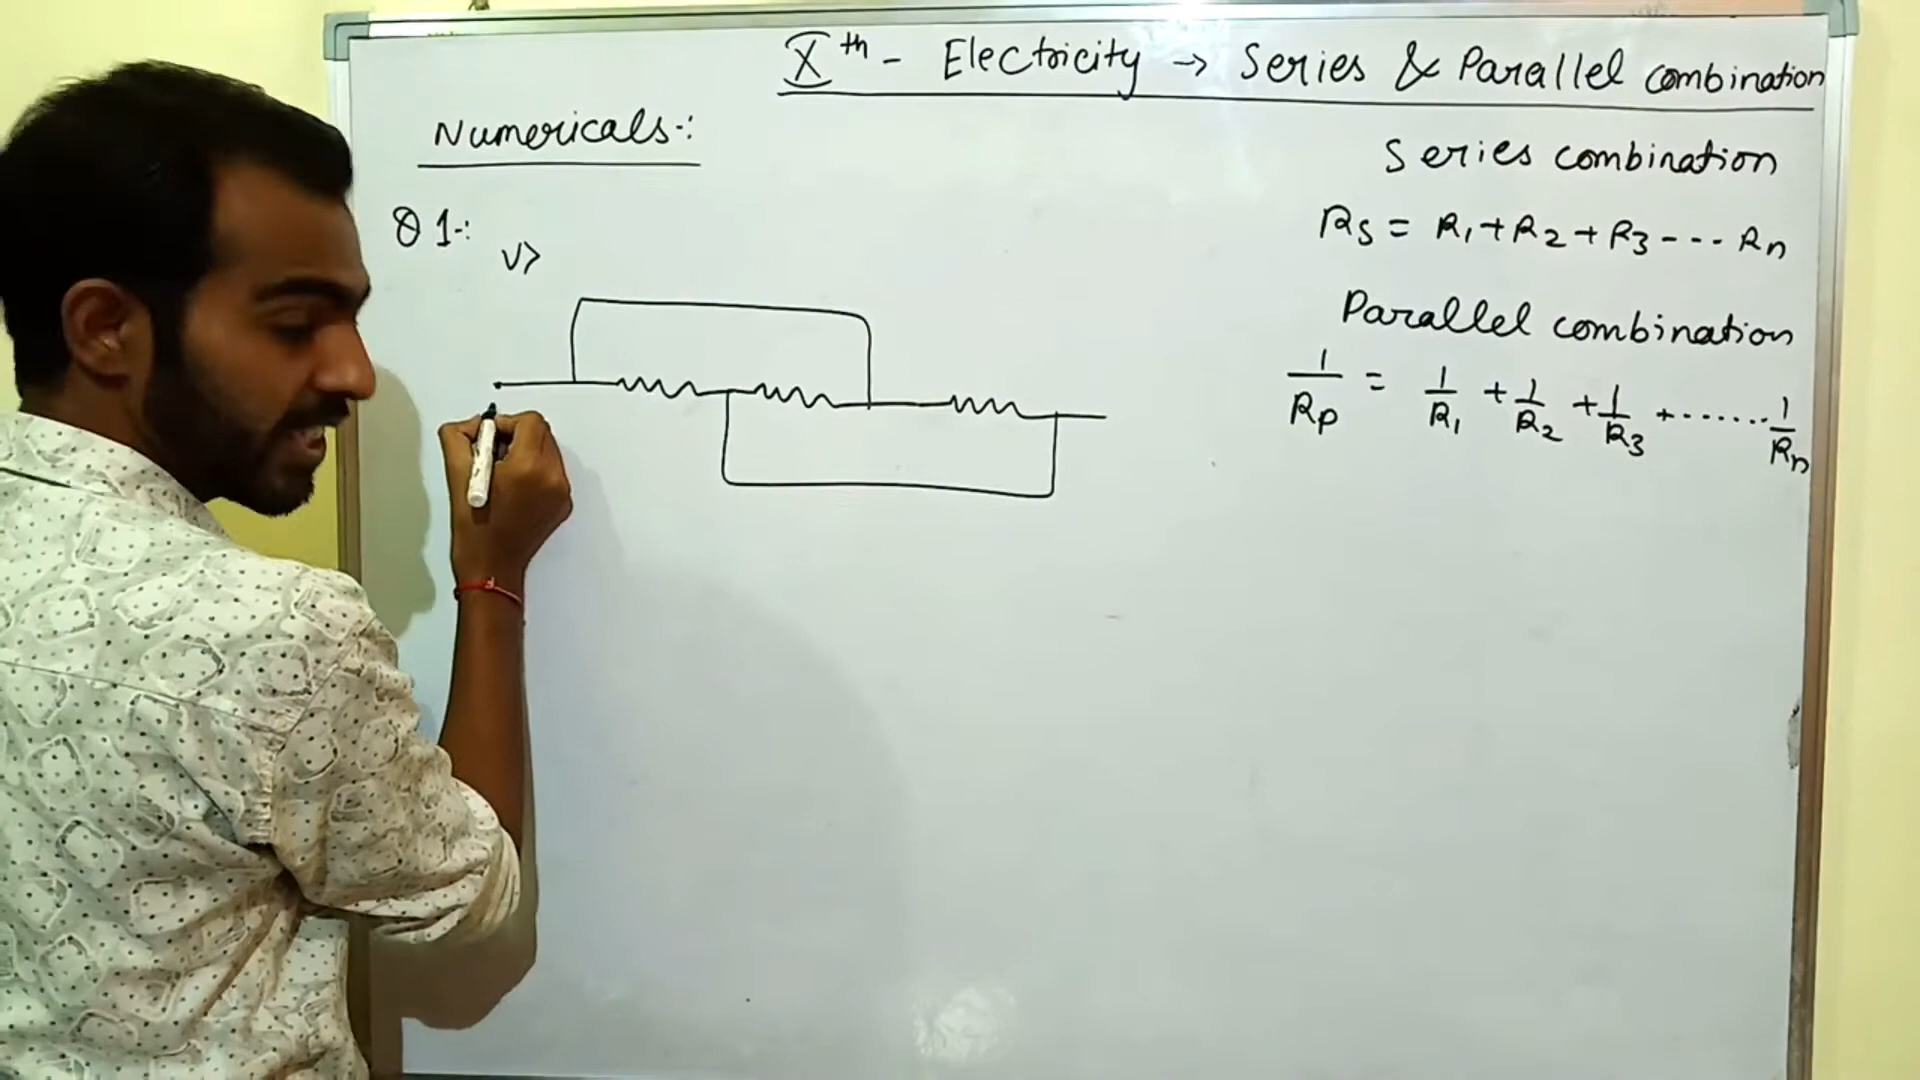 Xth - Electricity → Series & Parallel combination
Numericals-:
Q 1-:
V>
Series combination
Rs = R1 + R2 + R3 --- Rn
Parallel combination
1/Rp = 1/R1 + 1/R2 + 1/R3 + ....... 1/Rn